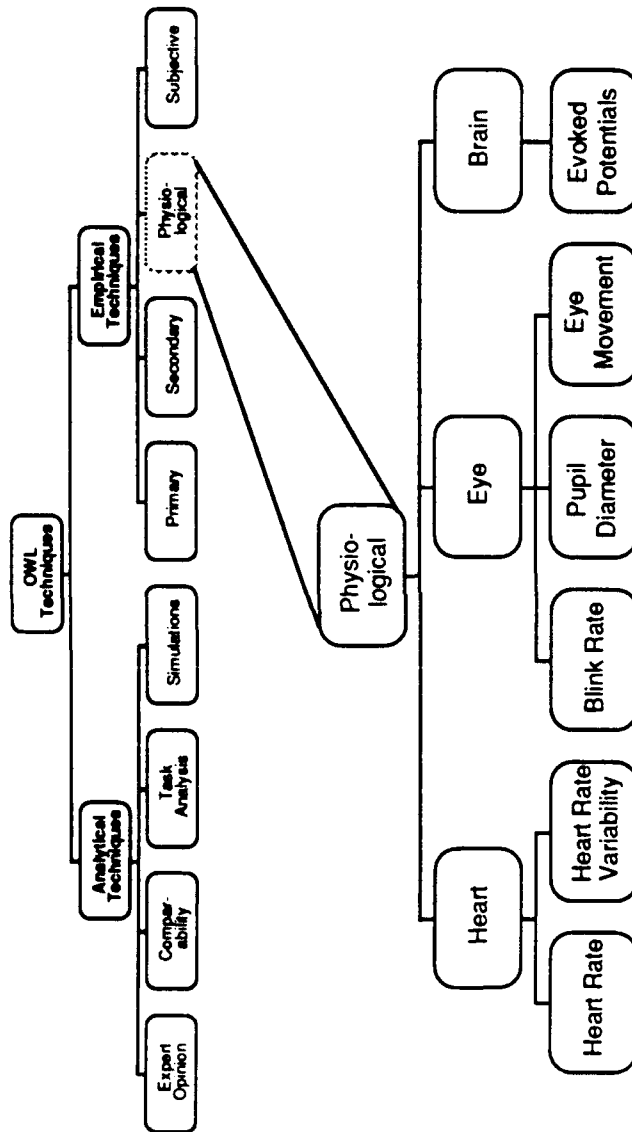 OWL
Techniques
Analytical
Techniques
Empirical
Techniques
Expert
Opinion
Compar-
ability
Task
Analysis
Simulations
Primary
Secondary
Physio-
logical
Subjective
Physio-
logical
Heart
Eye
Brain
Heart Rate
Heart Rate
Variability
Blink Rate
Pupil
Diameter
Eye
Movement
Evoked
Potentials